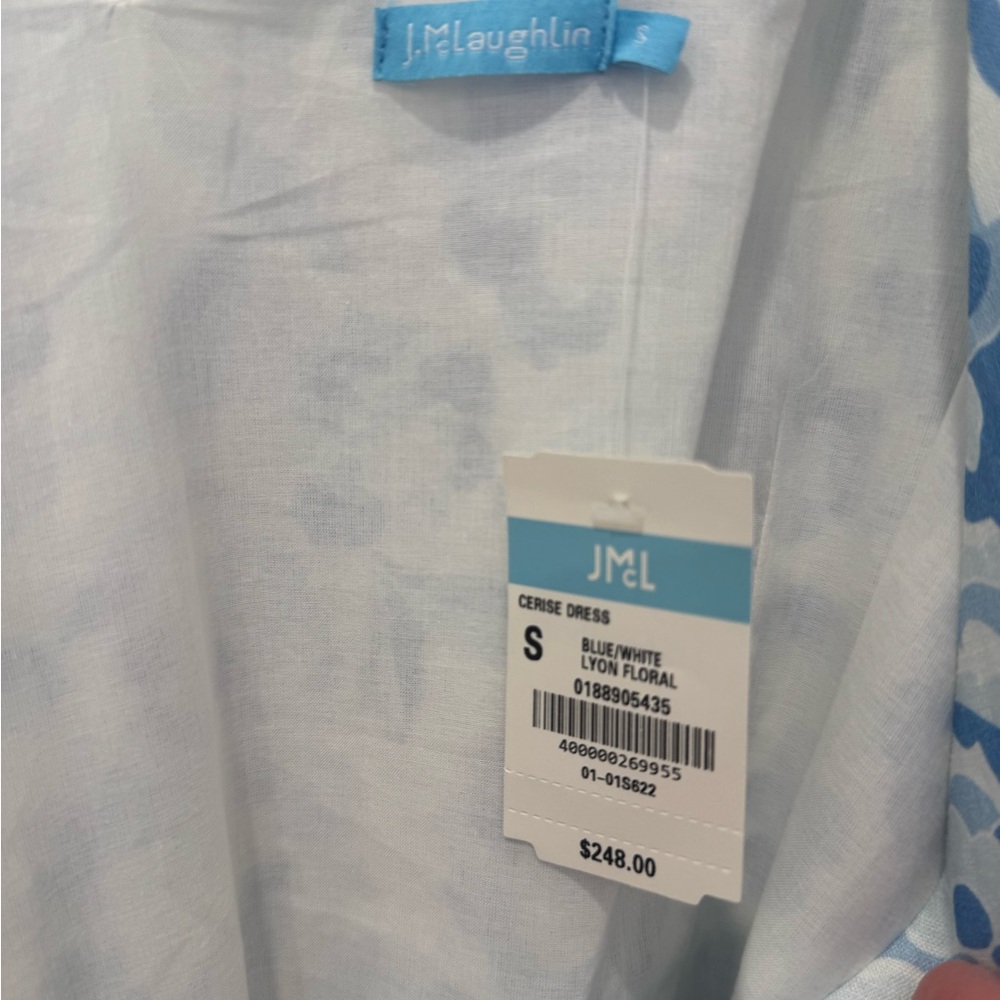 J.McLaughlin
S
JMcL
CERISE DRESS
S
BLUE/WHITE
LYON FLORAL
0188905435
400000269955
01-01S622
$248.00